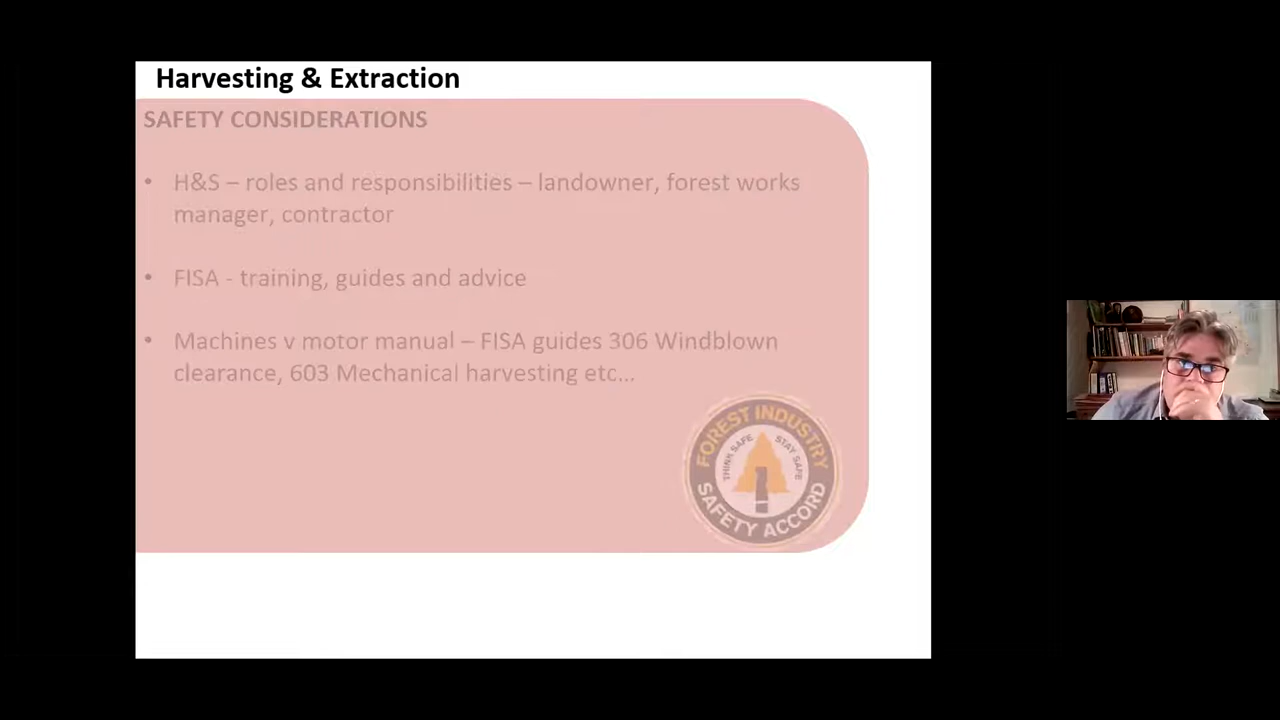 Harvesting & Extraction
SAFETY CONSIDERATIONS
• H&S – roles and responsibilities – landowner, forest works
manager, contractor
• FISA - training, guides and advice
• Machines v motor manual – FISA guides 306 Windblown
clearance, 603 Mechanical harvesting etc...
FOREST INDUSTRY
THINK SAFE
STAY SAFE
SAFETY ACCORD